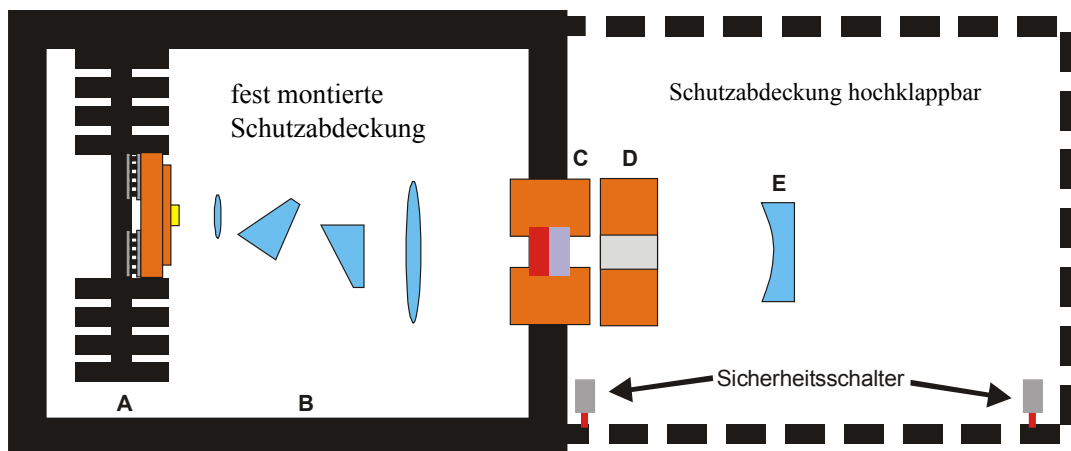 fest montierte
Schutzabdeckung
Schutzabdeckung hochklappbar
C
D
E
Sicherheitsschalter
A
B